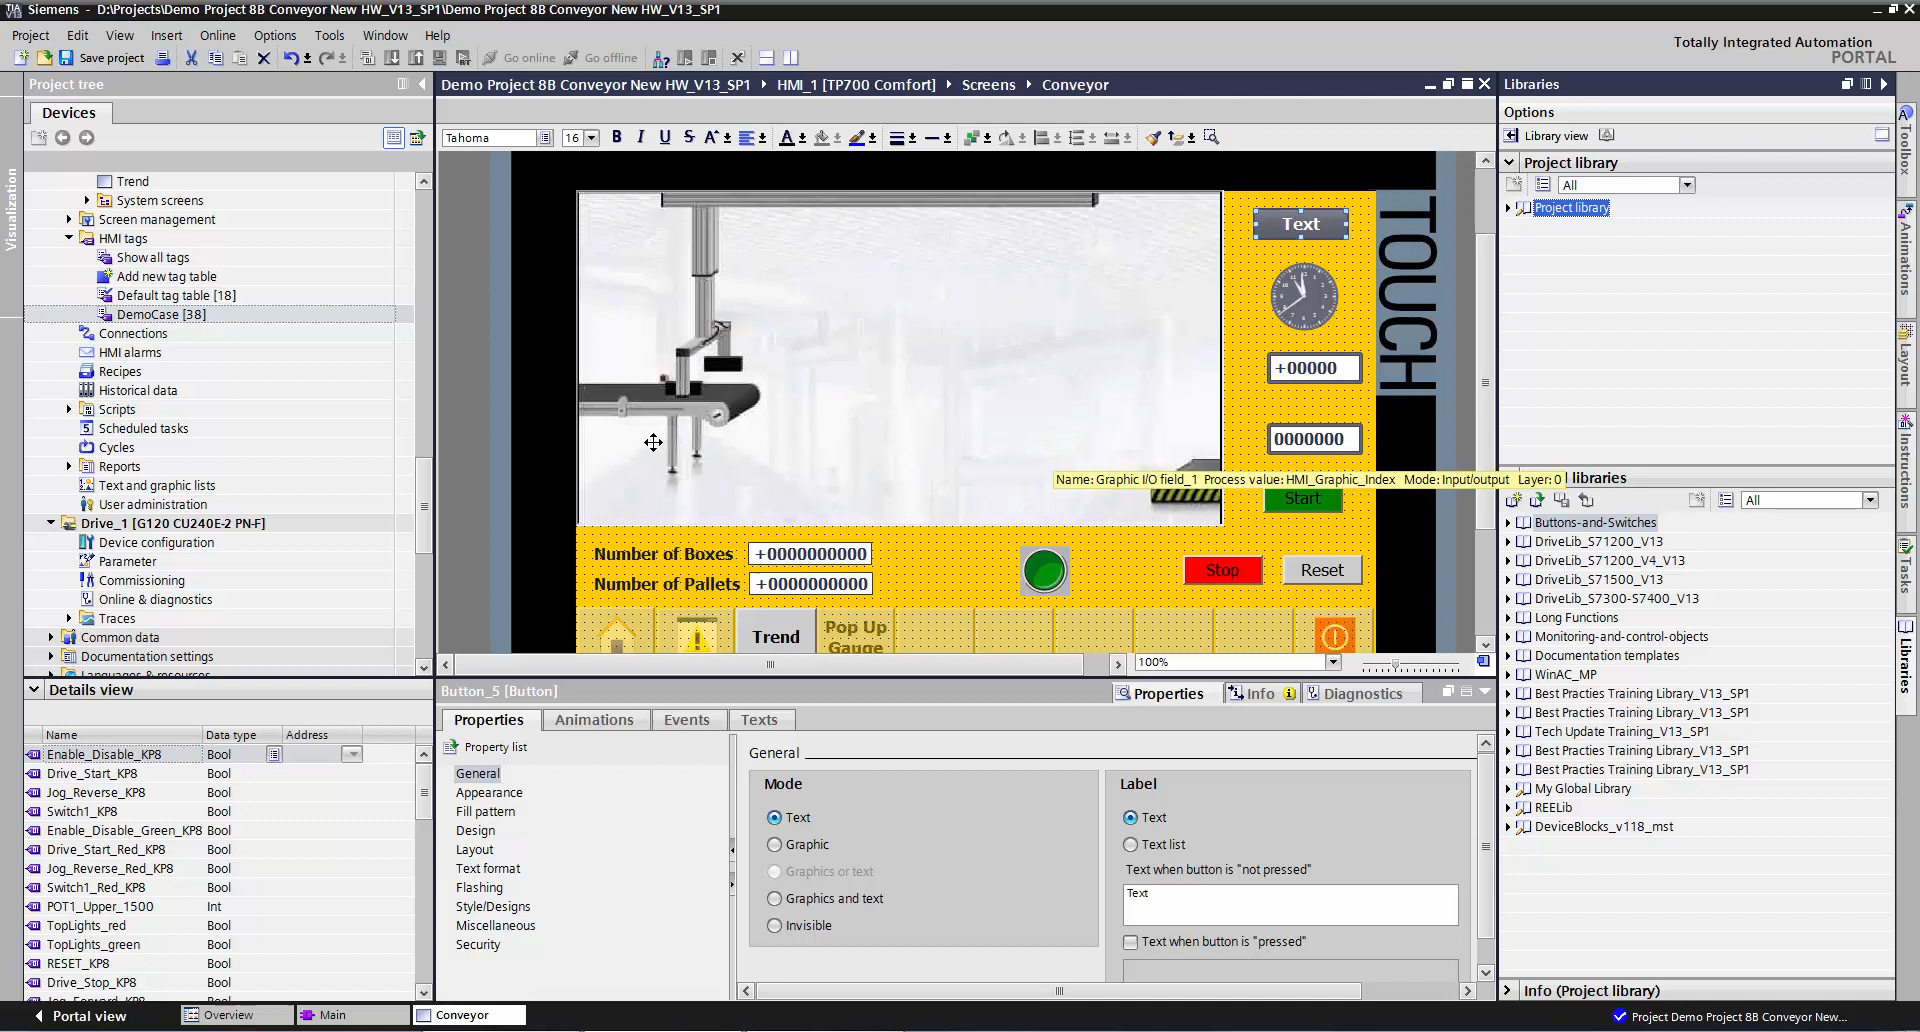 Siemens - D:\Projects\Demo Project 8B Conveyor New HW_V13_SP1\Demo Project 8B Conveyor New HW_V13_SP1
Project Edit View Insert Online Options Tools Window Help
Totally Integrated Automation
PORTAL
Save project
Go online
Go offline
Project tree
Devices
Visualization
Trend
System screens
Screen management
HMI tags
Show all tags
Add new tag table
Default tag table [18]
DemoCase [38]
Connections
HMI alarms
Recipes
Historical data
Scripts
Scheduled tasks
Cycles
Reports
Text and graphic lists
User administration
Drive_1 [G120 CU240E-2 PN-F]
Device configuration
Parameter
Commissioning
Online & diagnostics
Traces
Common data
Documentation settings
Languages & resources
Details view
Name Data type Address
Enable_Disable_KP8 Bool
Drive_Start_KP8 Bool
Jog_Reverse_KP8 Bool
Switch1_KP8 Bool
Enable_Disable_Green_KP8 Bool
Drive_Start_Red_KP8 Bool
Jog_Reverse_Red_KP8 Bool
Switch1_Red_KP8 Bool
POT1_Upper_1500 Int
TopLights_red Bool
TopLights_green Bool
RESET_KP8 Bool
Drive_Stop_KP8 Bool
Jog_Forward_KP8 Bool
Demo Project 8B Conveyor New HW_V13_SP1 HMI_1 [TP700 Comfort] Screens Conveyor
Tahoma 16 B I U S A A
Text
TOUCH
+00000
0000000
Name: Graphic I/O field_1 Process value: HMI_Graphic_Index Mode: Input/output Layer: 0
Start
Number of Boxes +0000000000
Number of Pallets +0000000000
Stop
Reset
Trend
Pop Up
Gauge
100%
Button_5 [Button]
Properties Info Diagnostics
Properties Animations Events Texts
Property list
General
Appearance
Fill pattern
Design
Layout
Text format
Flashing
Style/Designs
Miscellaneous
Security
General
Mode
Text
Graphic
Graphics or text
Graphics and text
Invisible
Label
Text
Text list
Text when button is "not pressed"
Text
Text when button is "pressed"
Libraries
Options
Library view
Project library
All
Project library
libraries
All
Buttons-and-Switches
DriveLib_S71200_V13
DriveLib_S71200_V4_V13
DriveLib_S71500_V13
DriveLib_S7300-S7400_V13
Long Functions
Monitoring-and-control-objects
Documentation templates
WinAC_MP
Best Practies Training Library_V13_SP1
Best Practies Training Library_V13_SP1
Tech Update Training_V13_SP1
Best Practies Training Library_V13_SP1
Best Practies Training Library_V13_SP1
My Global Library
REELib
DeviceBlocks_v118_mst
Info (Project library)
Toolbox
Animations
Layout
Instructions
Tasks
Libraries
Portal view
Overview
Main
Conveyor
Project Demo Project 8B Conveyor New...